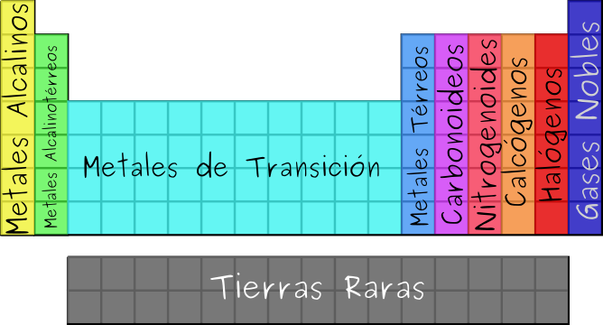 Metales Alcalinos
Metales Alcalinotérreos
Metales de Transición
Metales Térreos
Carbonoideos
Nitrogenoides
Calcógenos
Halógenos
Gases Nobles
Tierras Raras